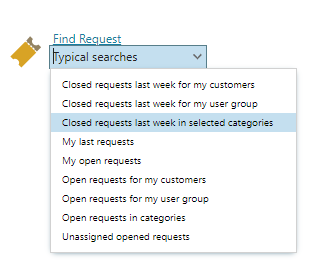 Find Request
Typical searches
Closed requests last week for my customers
Closed requests last week for my user group
Closed requests last week in selected categories
My last requests
My open requests
Open requests for my customers
Open requests for my user group
Open requests in categories
Unassigned opened requests